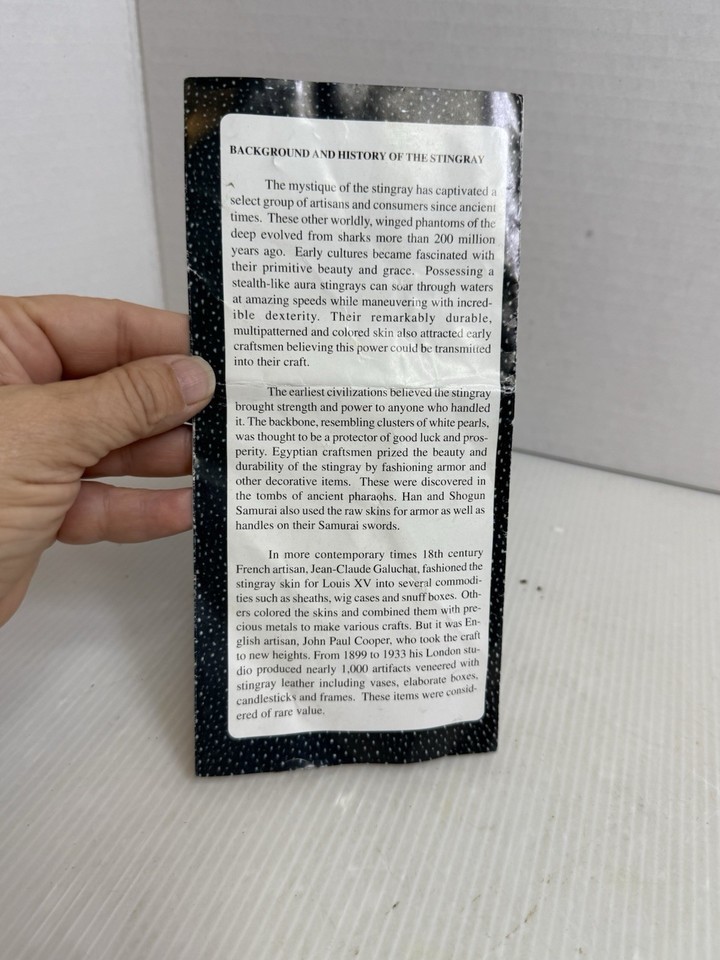 BACKGROUND AND HISTORY OF THE STINGRAY
The mystique of the stingray has captivated a
select group of artisans and consumers since ancient
times. These other worldly, winged phantoms of the
deep evolved from sharks more than 200 million
years ago. Early cultures became fascinated with
their primitive beauty and grace. Possessing a
stealth-like aura stingrays can soar through waters
at amazing speeds while maneuvering with incred-
ible dexterity. Their remarkably durable,
multipatterned and colored skin also attracted early
craftsmen believing this power could be transmitted
into their craft.
The earliest civilizations believed the stingray
brought strength and power to anyone who handled
it. The backbone, resembling clusters of white pearls,
was thought to be a protector of good luck and pros-
perity. Egyptian craftsmen prized the beauty and
durability of the stingray by fashioning armor and
other decorative items. These were discovered in
the tombs of ancient pharaohs. Han and Shogun
Samurai also used the raw skins for armor as well as
handles on their Samurai swords.
In more contemporary times 18th century
French artisan, Jean-Claude Galuchat, fashioned the
stingray skin for Louis XV into several commodi-
ties such as sheaths, wig cases and snuff boxes. Oth-
ers colored the skins and combined them with pre-
cious metals to make various crafts. But it was En-
glish artisan, John Paul Cooper, who took the craft
to new heights. From 1899 to 1933 his London stu-
dio produced nearly 1,000 artifacts veneered with
stingray leather including vases, elaborate boxes,
candlesticks and frames. These items were consid-
ered of rare value.